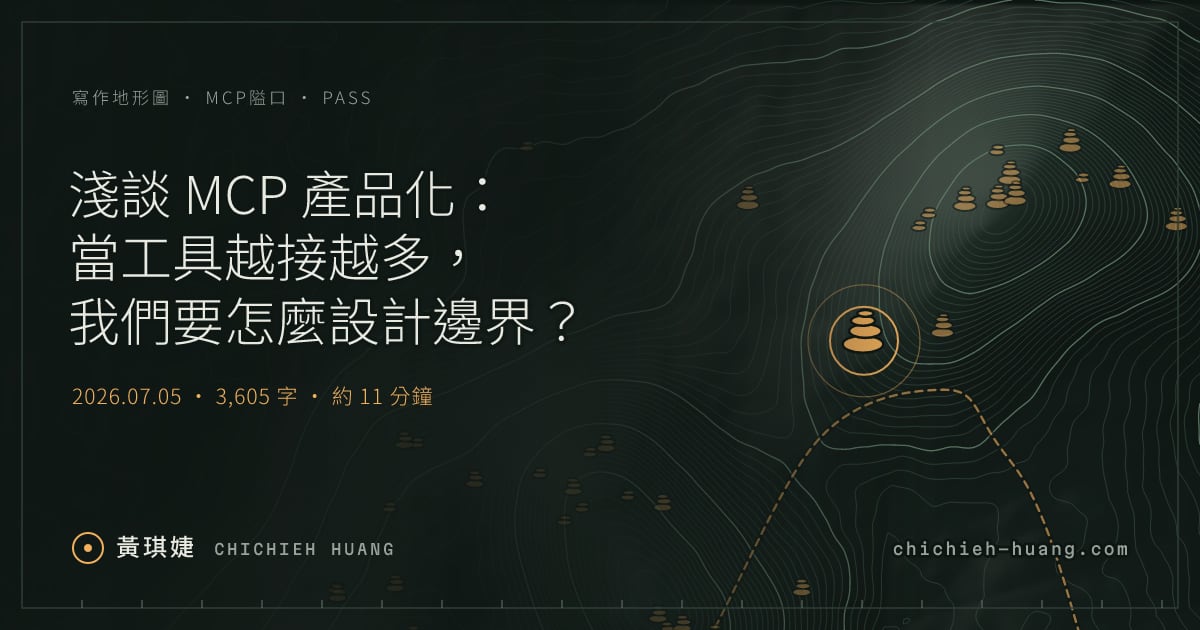 寫作地形圖 · MCP隘口 · PASS
淺談 MCP 產品化：
當工具越接越多，
我們要怎麼設計邊界？
2026.07.05 · 3,605 字 · 約 11 分鐘
黃琪婕 CHICHIEH HUANG
chichieh-huang.com